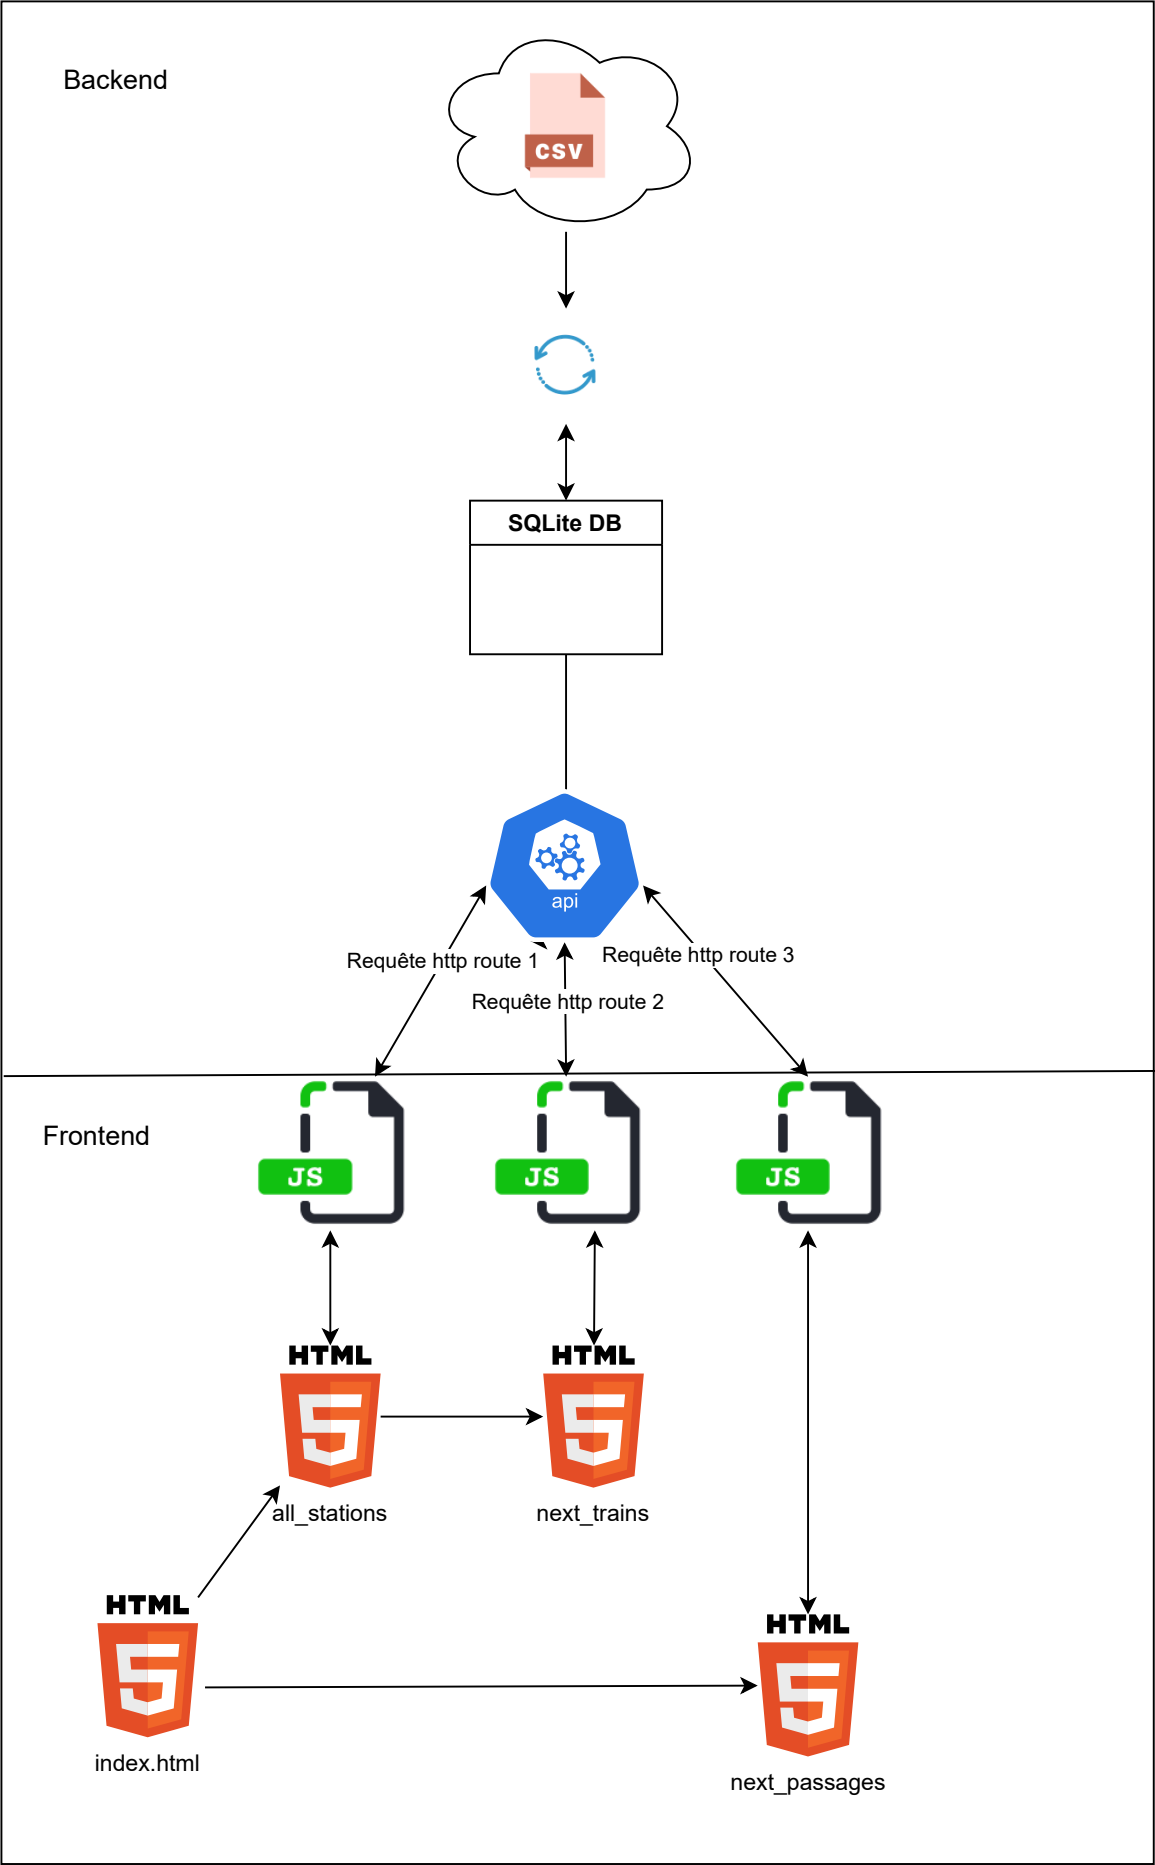 Backend
csv
SQLite DB
api
Requête http route 1
Requête http route 3
Requête http route 2
Frontend
JS
JS
JS
HTML
HTML
all_stations
next_trains
HTML
HTML
index.html
next_passages